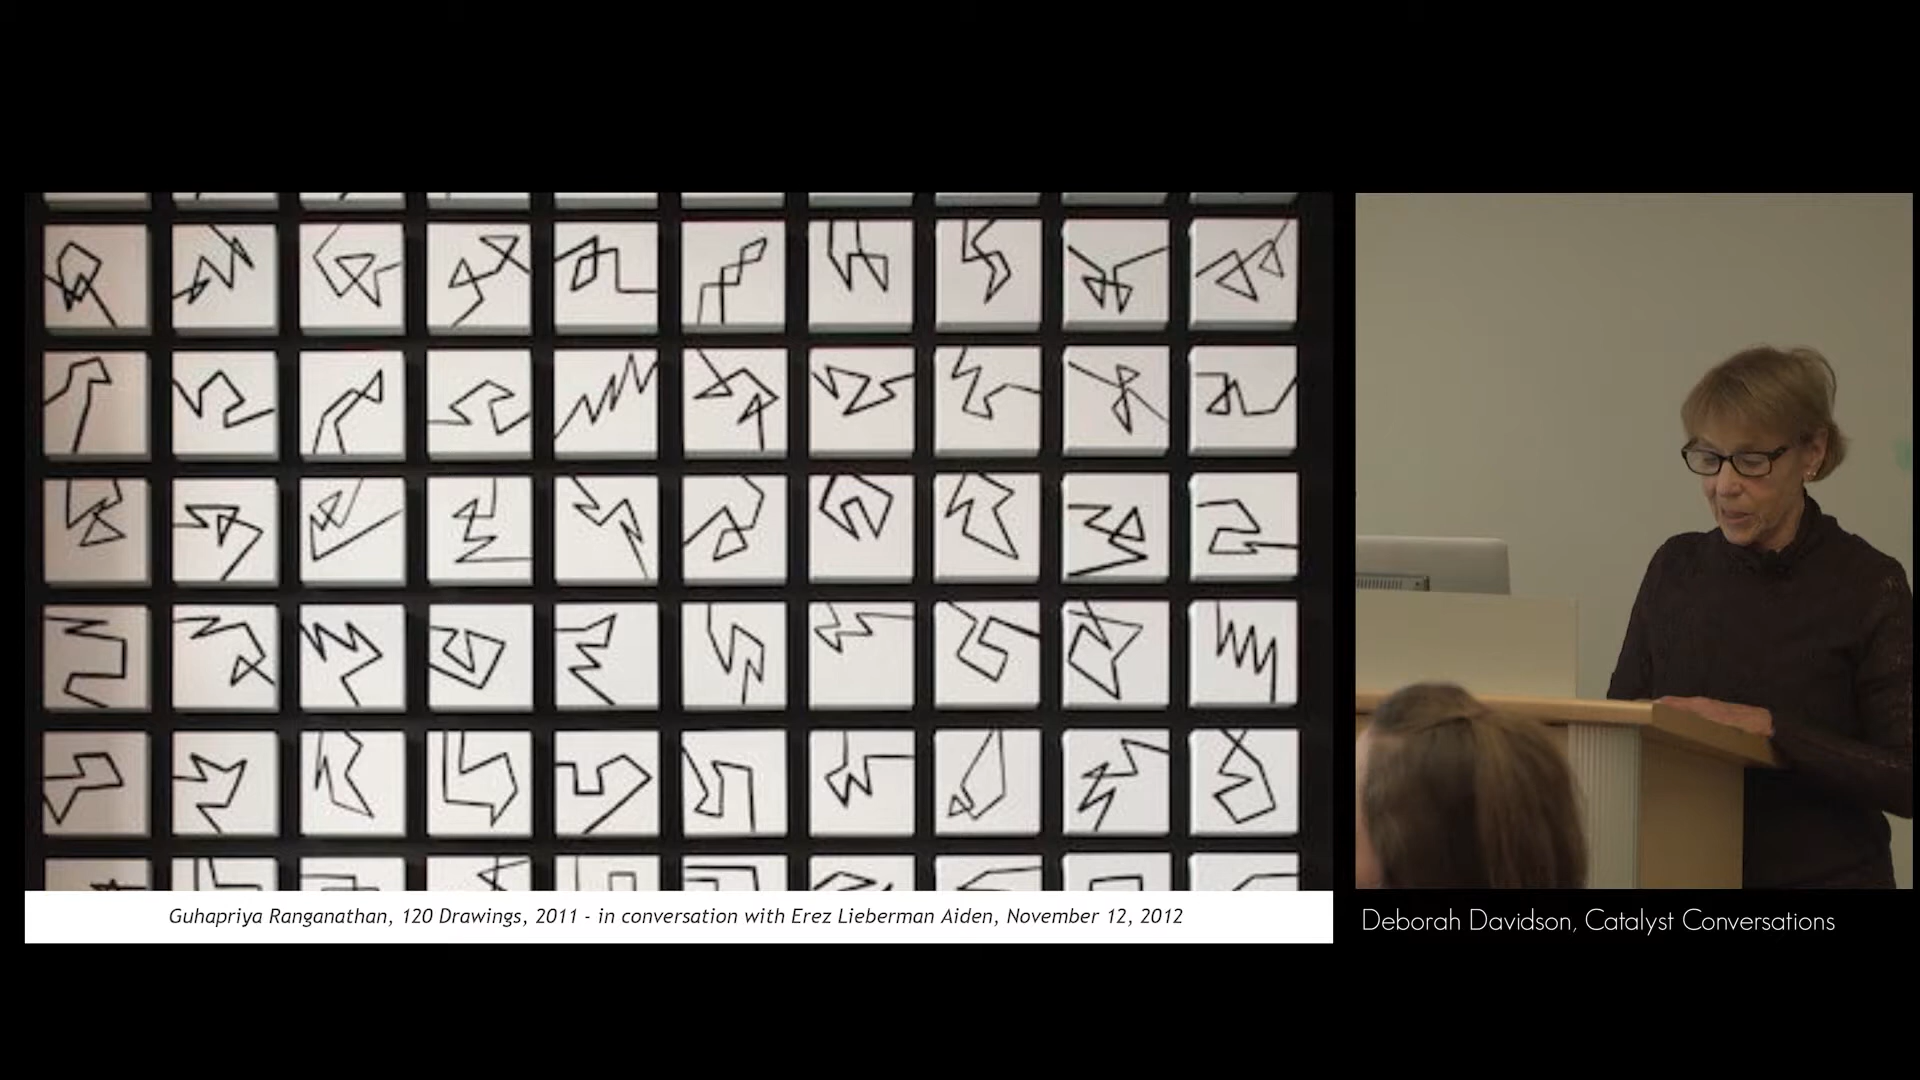 Guhapriya Ranganathan, 120 Drawings, 2011 - in conversation with Erez Lieberman Aiden, November 12, 2012
Deborah Davidson, Catalyst Conversations